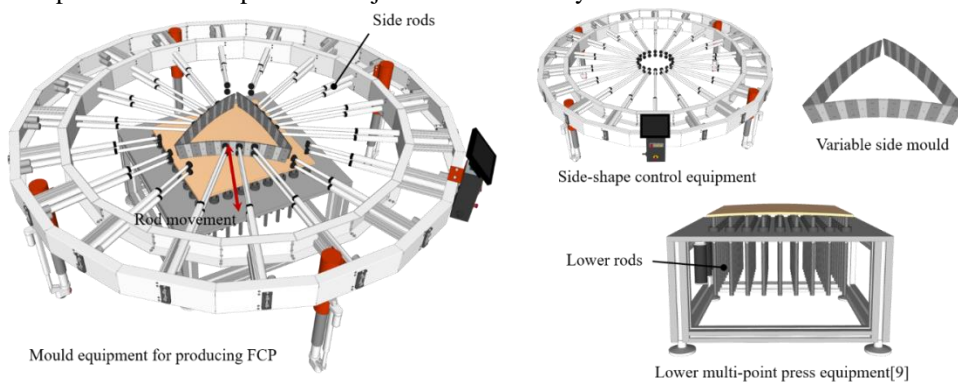 Side rods
Rod movement
Mould equipment for producing FCP
Side-shape control equipment
Variable side mould
Lower rods
Lower multi-point press equipment[9]